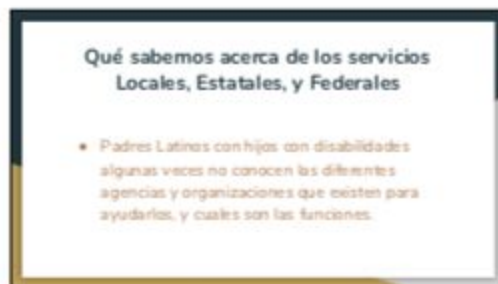 Qué sabemos acerca de los servicios
Locales, Estatales, y Federales
• Padres Latinos con hijos con disabilidades
algunas veces no conocen las diferentes
agencias y organizaciones que existen para
ayudarlos, y cuales son las funciones.